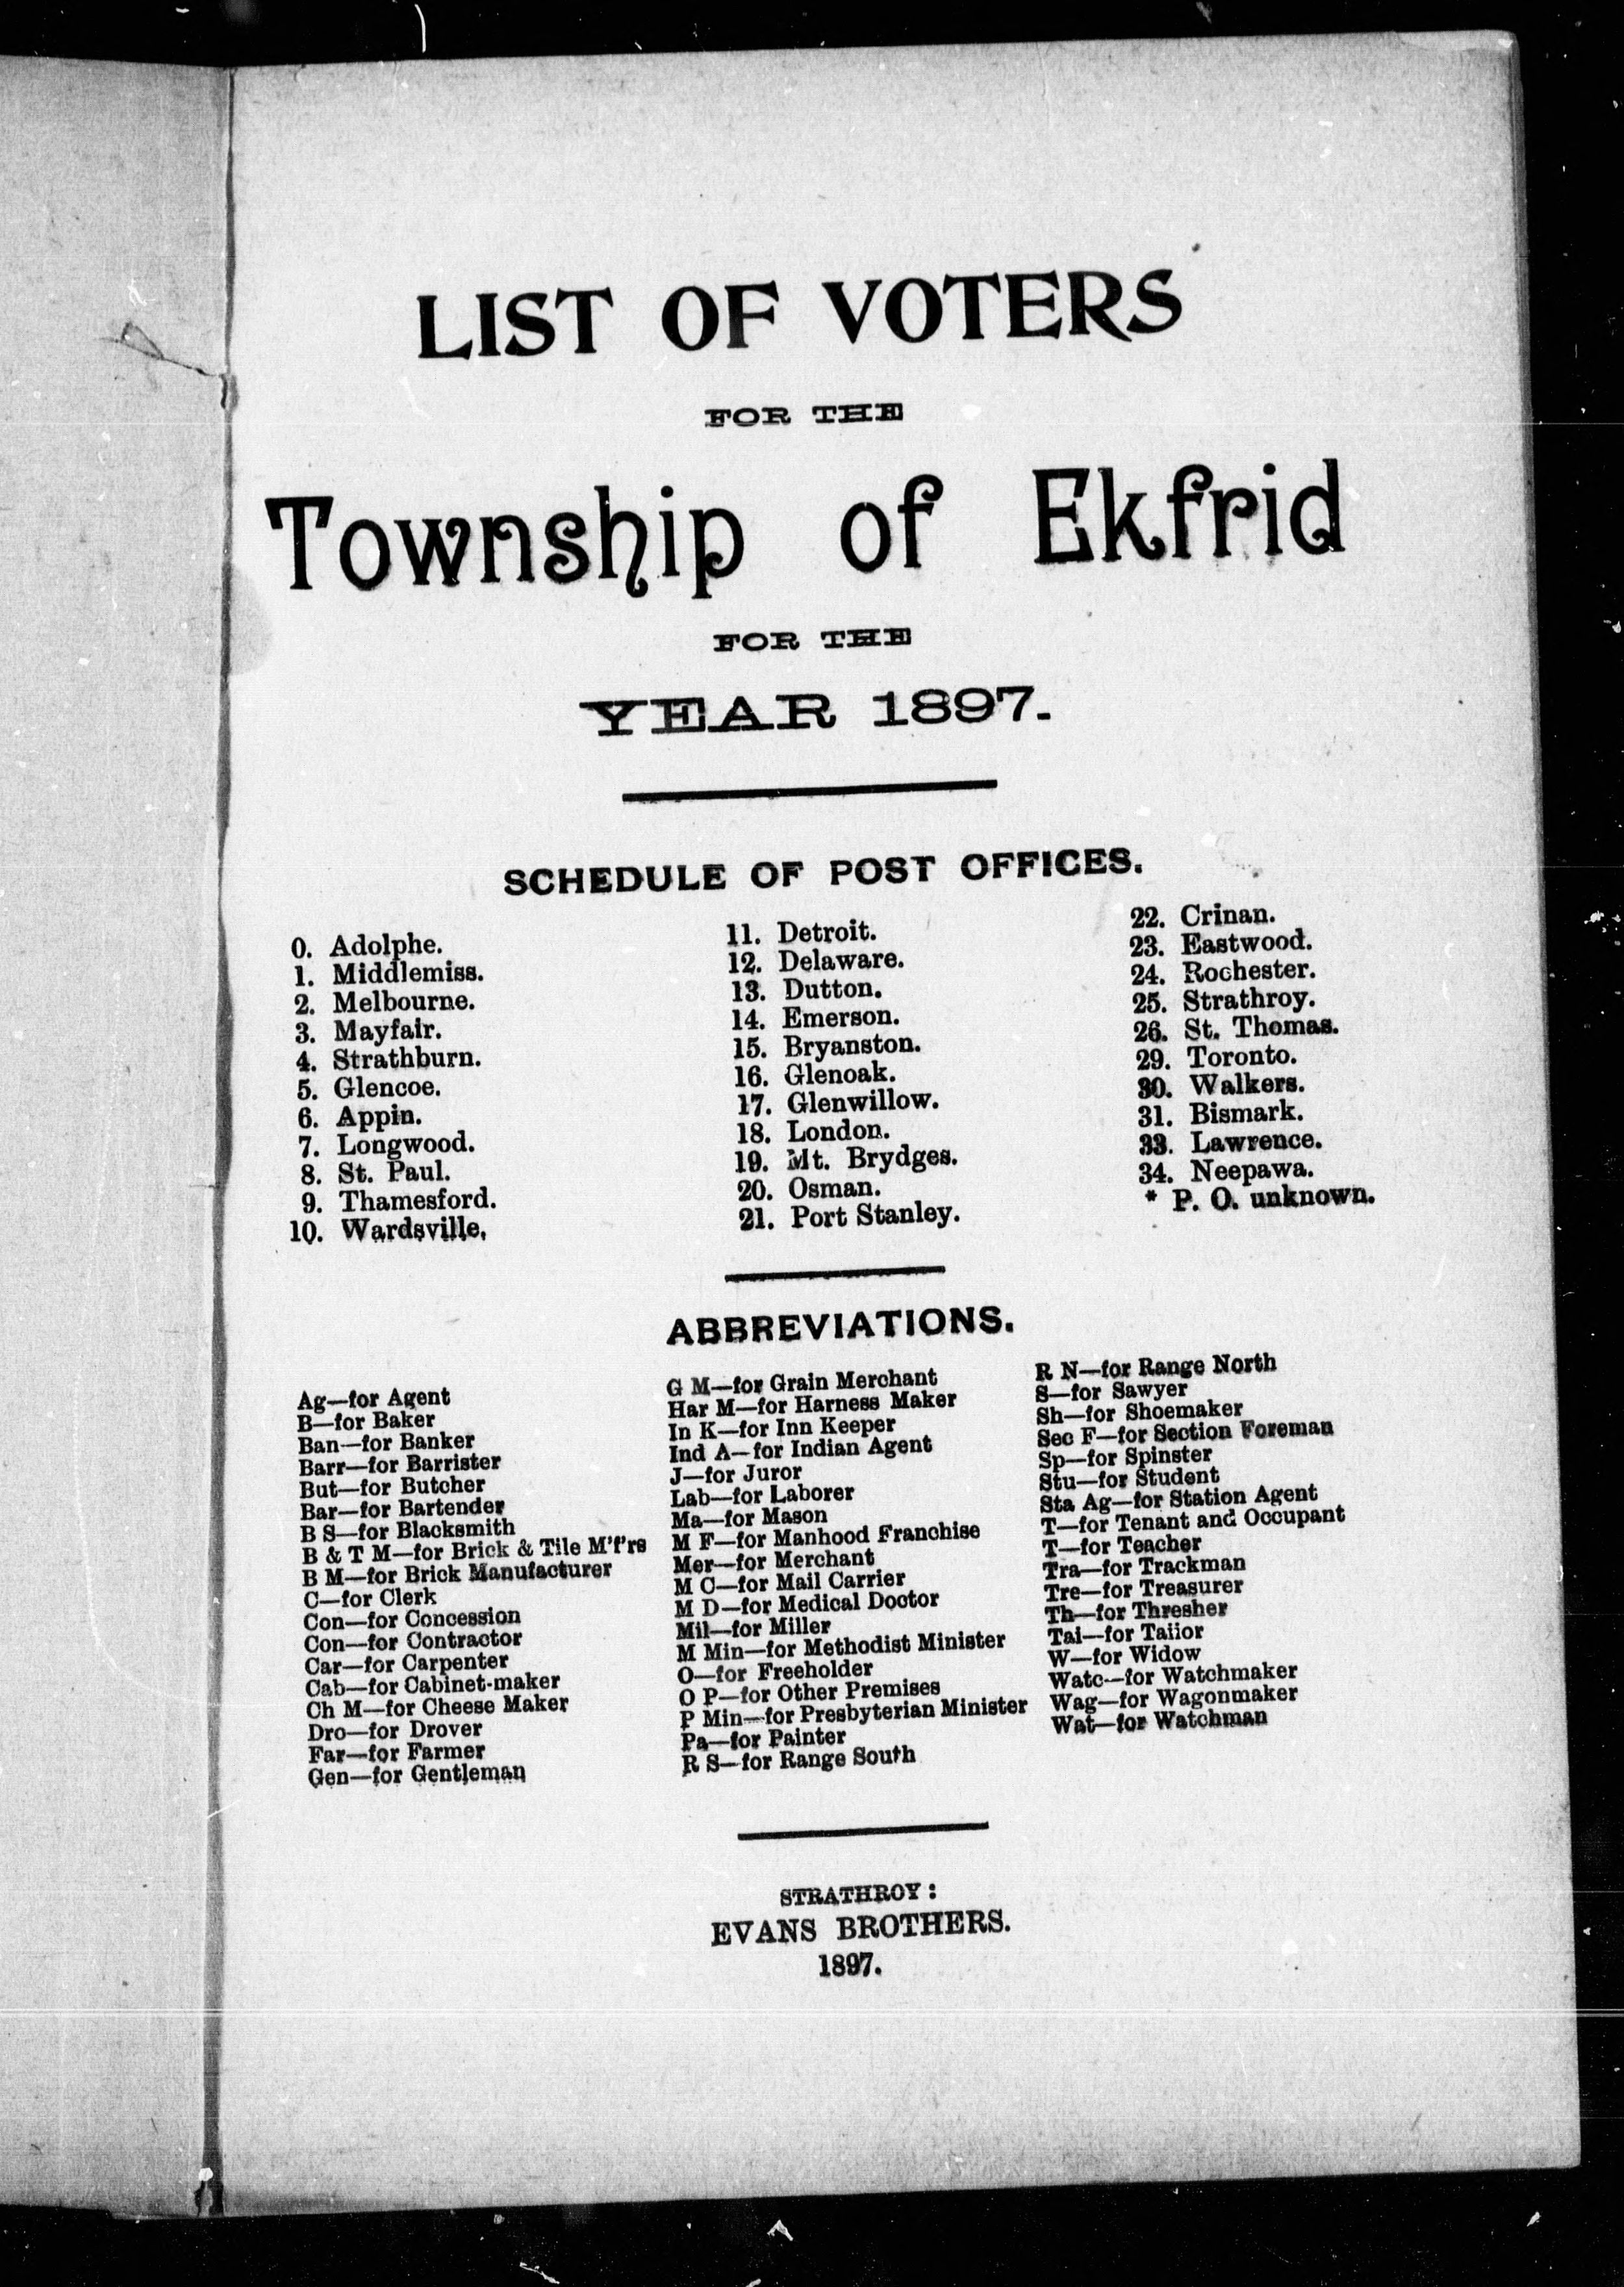 LIST OF VOTERS
FOR THE
Township of Ekfrid
FOR THE
YEAR 1897.
SCHEDULE OF POST OFFICES.
0. Adolphe.
1. Middlemiss.
2. Melbourne.
3. Mayfair.
4. Strathburn.
5. Glencoe.
6. Appin.
7. Longwood.
8. St. Paul.
9. Thamesford.
10. Wardsville.
11. Detroit.
12. Delaware.
13. Dutton.
14. Emerson.
15. Bryanston.
16. Glenoak.
17. Glenwillow.
18. London.
19. Mt. Brydges.
20. Osman.
21. Port Stanley.
22. Crinan.
23. Eastwood.
24. Rochester.
25. Strathroy.
26. St. Thomas.
29. Toronto.
30. Walkers.
31. Bismark.
33. Lawrence.
34. Neepawa.
* P. O. unknown.
ABBREVIATIONS.
Ag—for Agent
B—for Baker
Ban—for Banker
Barr—for Barrister
But—for Butcher
Bar—for Bartender
B S—for Blacksmith
B & T M—for Brick & Tile M'f'rs
B M—for Brick Manufacturer
C—for Clerk
Con—for Concession
Con—for Contractor
Car—for Carpenter
Cab—for Cabinet-maker
Ch M—for Cheese Maker
Dro—for Drover
Far—for Farmer
Gen—for Gentleman
G M—for Grain Merchant
Har M—for Harness Maker
In K—for Inn Keeper
Ind A—for Indian Agent
J—for Juror
Lab—for Laborer
Ma—for Mason
M F—for Manhood Franchise
Mer—for Merchant
M C—for Mail Carrier
M D—for Medical Doctor
Mil—for Miller
M Min—for Methodist Minister
O—for Freeholder
O P—for Other Premises
P Min—for Presbyterian Minister
Pa—for Painter
R S—for Range South
R N—for Range North
S—for Sawyer
Sh—for Shoemaker
Sec F—for Section Foreman
Sp—for Spinster
Stu—for Student
Sta Ag—for Station Agent
T—for Tenant and Occupant
T—for Teacher
Tra—for Trackman
Tre—for Treasurer
Th—for Thresher
Tai—for Taiior
W—for Widow
Watc—for Watchmaker
Wag—for Wagonmaker
Wat—for Watchman
STRATHROY:
EVANS BROTHERS.
1897.